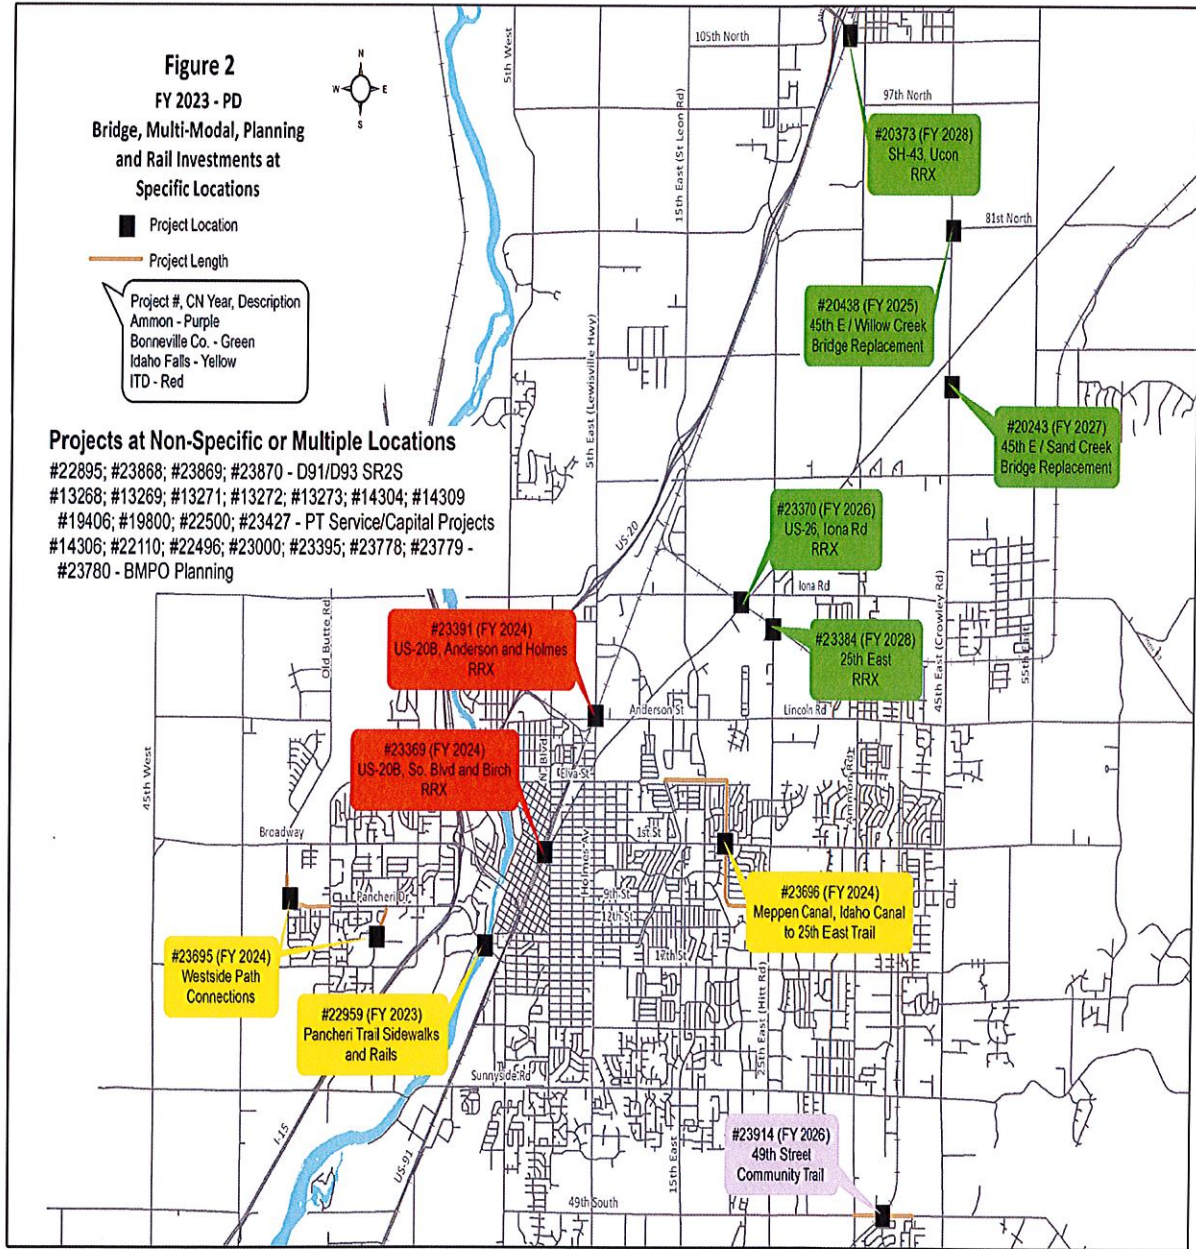 Figure 2
FY 2023 - PD
Bridge, Multi-Modal, Planning
and Rail Investments at
Specific Locations
Project Location
Project Length
Project #, CN Year, Description
Ammon - Purple
Bonneville Co. - Green
Idaho Falls - Yellow
ITD - Red
N
W
E
S
Projects at Non-Specific or Multiple Locations
#22895; #23868; #23869; #23870 - D91/D93 SR2S
#13268; #13269; #13271; #13272; #13273; #14304; #14309
#19406; #19800; #22500; #23427 - PT Service/Capital Projects
#14306; #22110; #22496; #23000; #23395; #23778; #23779 -
#23780 - BMPO Planning
5th West
105th North
97th North
15th East (St Leon Rd)
#20373 (FY 2028)
SH-43, Ucon
RRX
81st North
#20438 (FY 2025)
45th E / Willow Creek
Bridge Replacement
5th East (Lewisville Hwy)
#20243 (FY 2027)
45th E / Sand Creek
Bridge Replacement
US-20
#23370 (FY 2026)
US-26, Iona Rd
RRX
Iona Rd
#23384 (FY 2028)
25th East
RRX
45th East (Crowley Rd)
55th East
Old Butte Rd
#23391 (FY 2024)
US-20B, Anderson and Holmes
RRX
Anderson St
Lincoln Rd
45th West
#23369 (FY 2024)
US-20B, So. Blvd and Birch
RRX
N. Blvd
Elva St
Ammon Rd
Broadway
1st St
Holmes Av
Pancheri Dr
9th St
12th St
17th St
#23696 (FY 2024)
Meppen Canal, Idaho Canal
to 25th East Trail
#23695 (FY 2024)
Westside Path
Connections
#22959 (FY 2023)
Pancheri Trail Sidewalks
and Rails
25th East (Hitt Rd)
Sunnyside Rd
I-15
US-91
15th East
#23914 (FY 2026)
49th Street
Community Trail
49th South